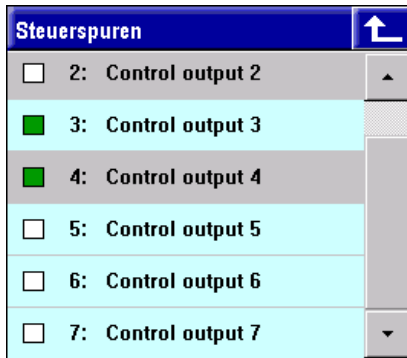 Steuerspuren
2: Control output 2
3: Control output 3
4: Control output 4
5: Control output 5
6: Control output 6
7: Control output 7